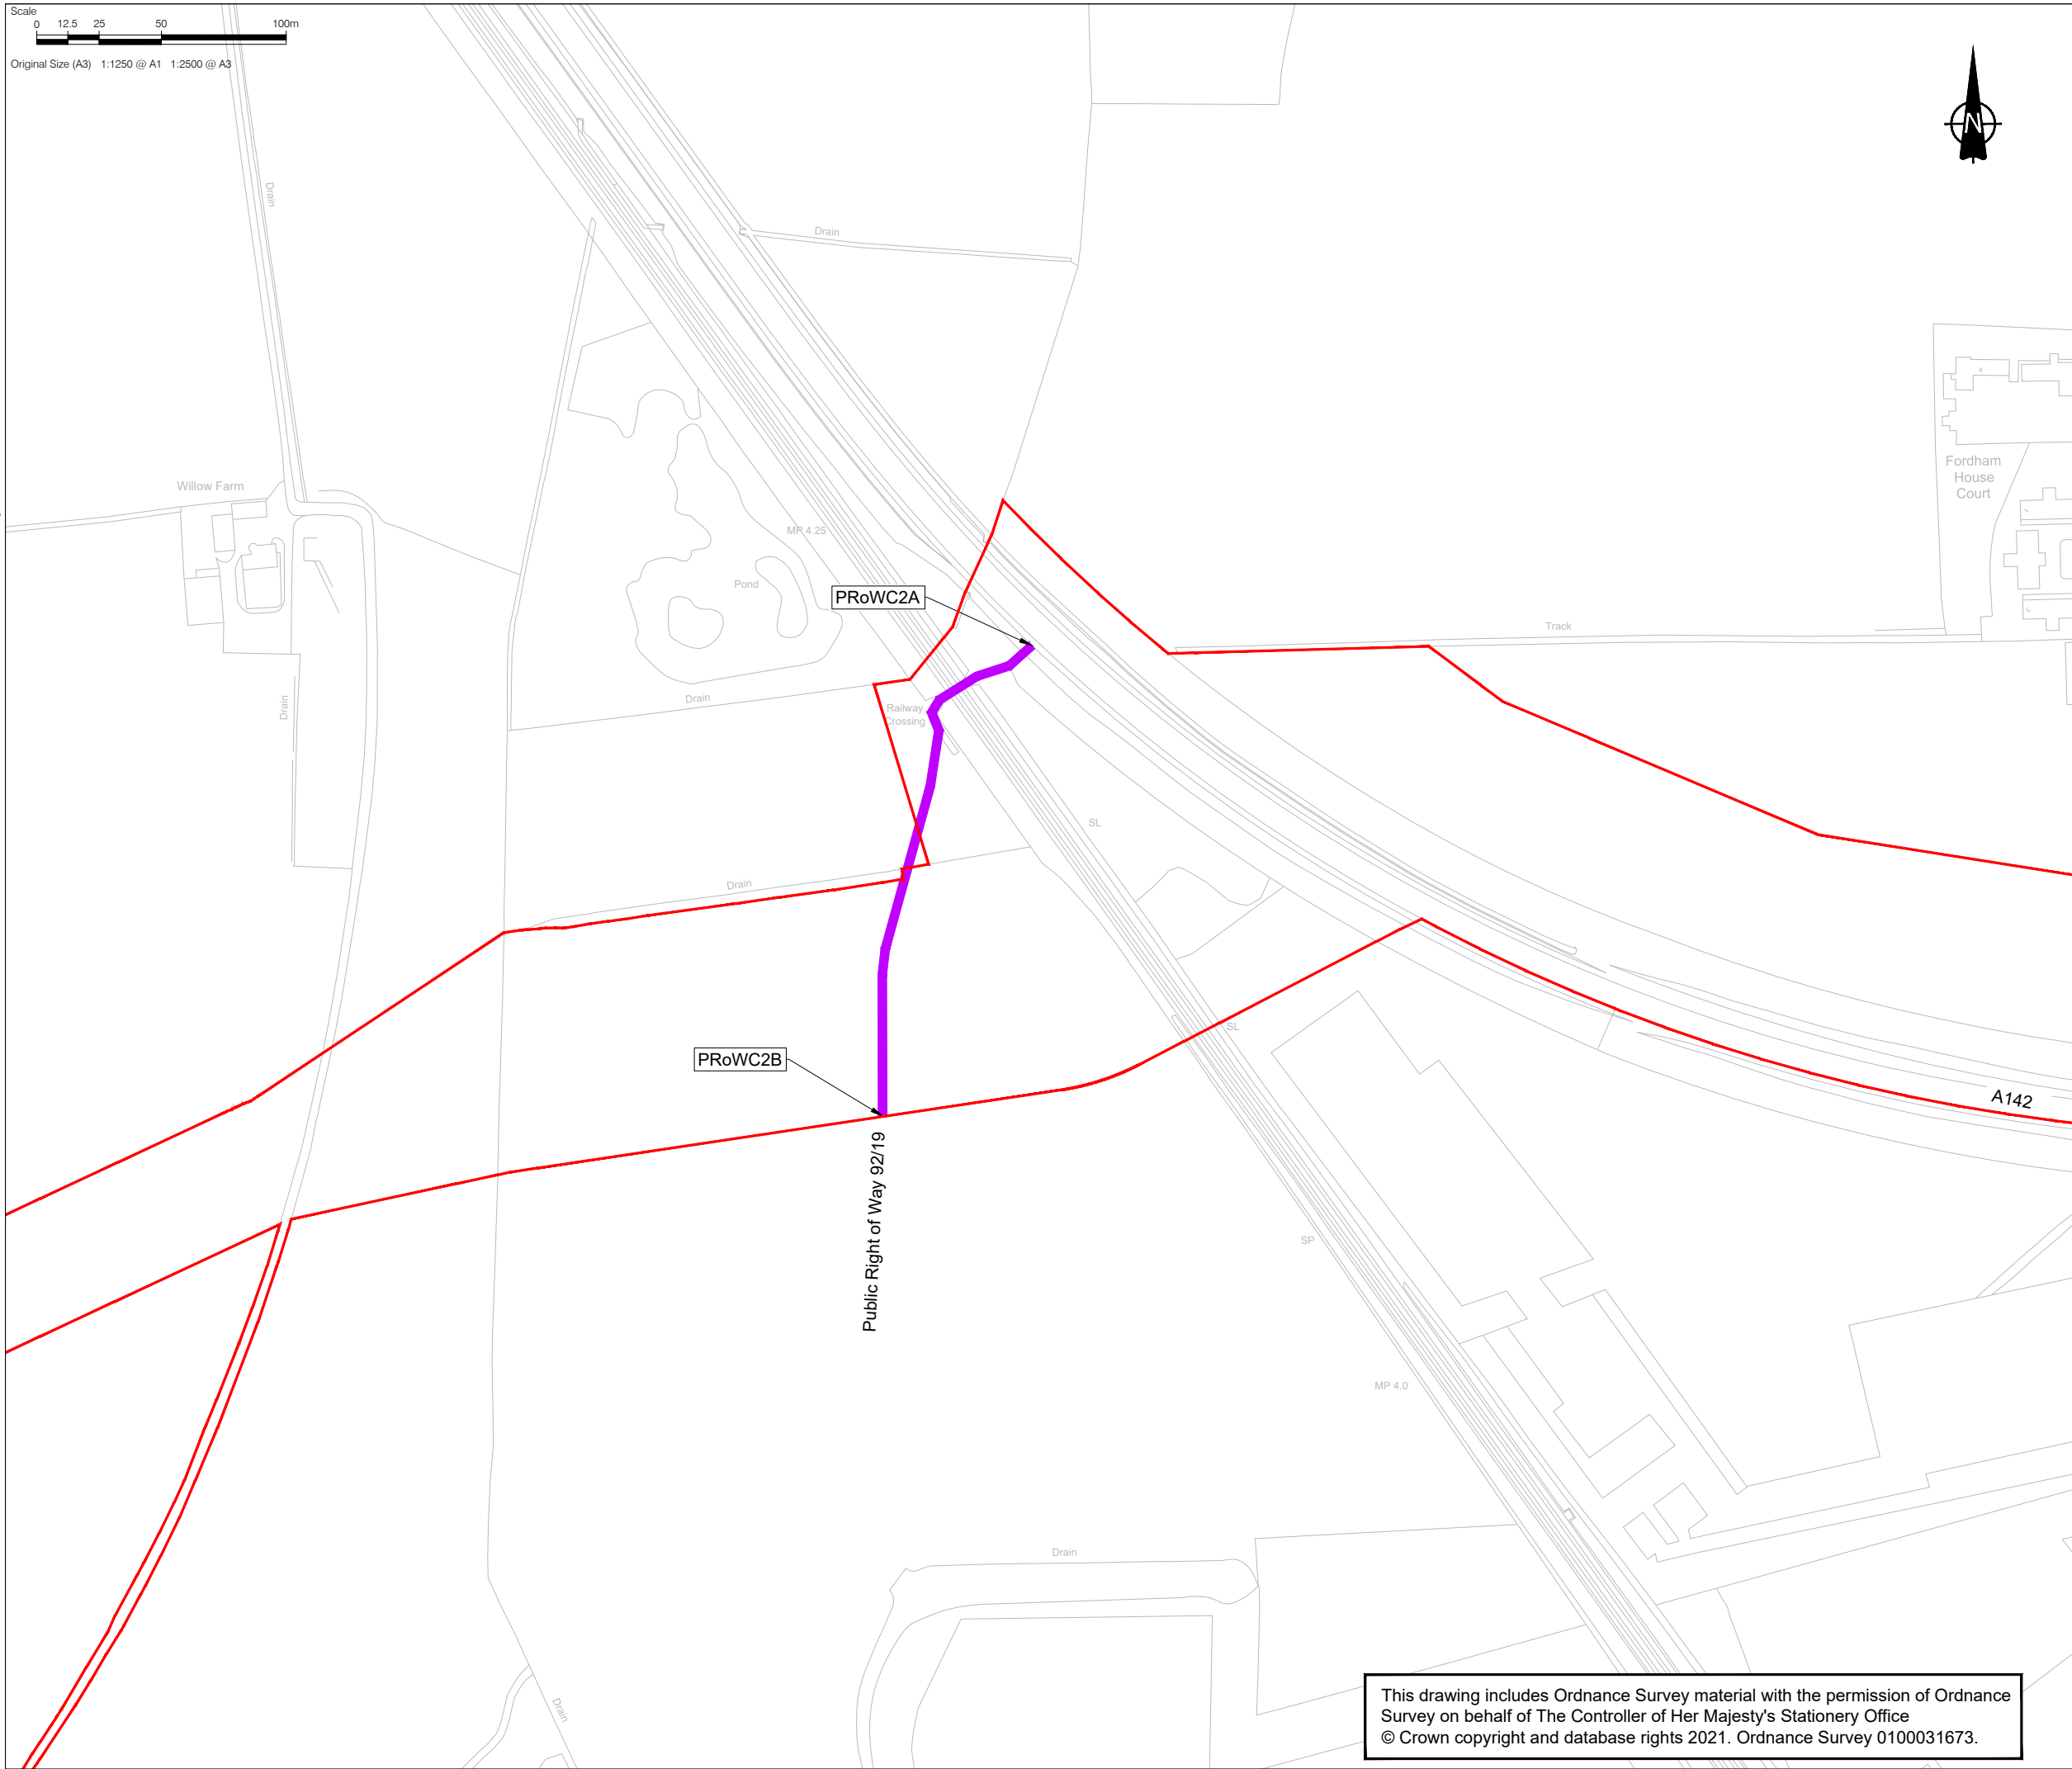 Scale
0 12.5 25 50 100m
Original Size (A3) 1:1250 @ A1 1:2500 @ A3
N
Drain
Drain
4
Fordham
House
Court
Willow Farm
MP 4.25
Pond
PRoWC2A
Track
Drain
Drain
Railway
Crossing
SL
Drain
SL
PRoWC2B
A142
Public Right of Way 92/19
SP
MP 4.0
Drain
Drain
This drawing includes Ordnance Survey material with the permission of Ordnance
Survey on behalf of The Controller of Her Majesty's Stationery Office
© Crown copyright and database rights 2021. Ordnance Survey 0100031673.